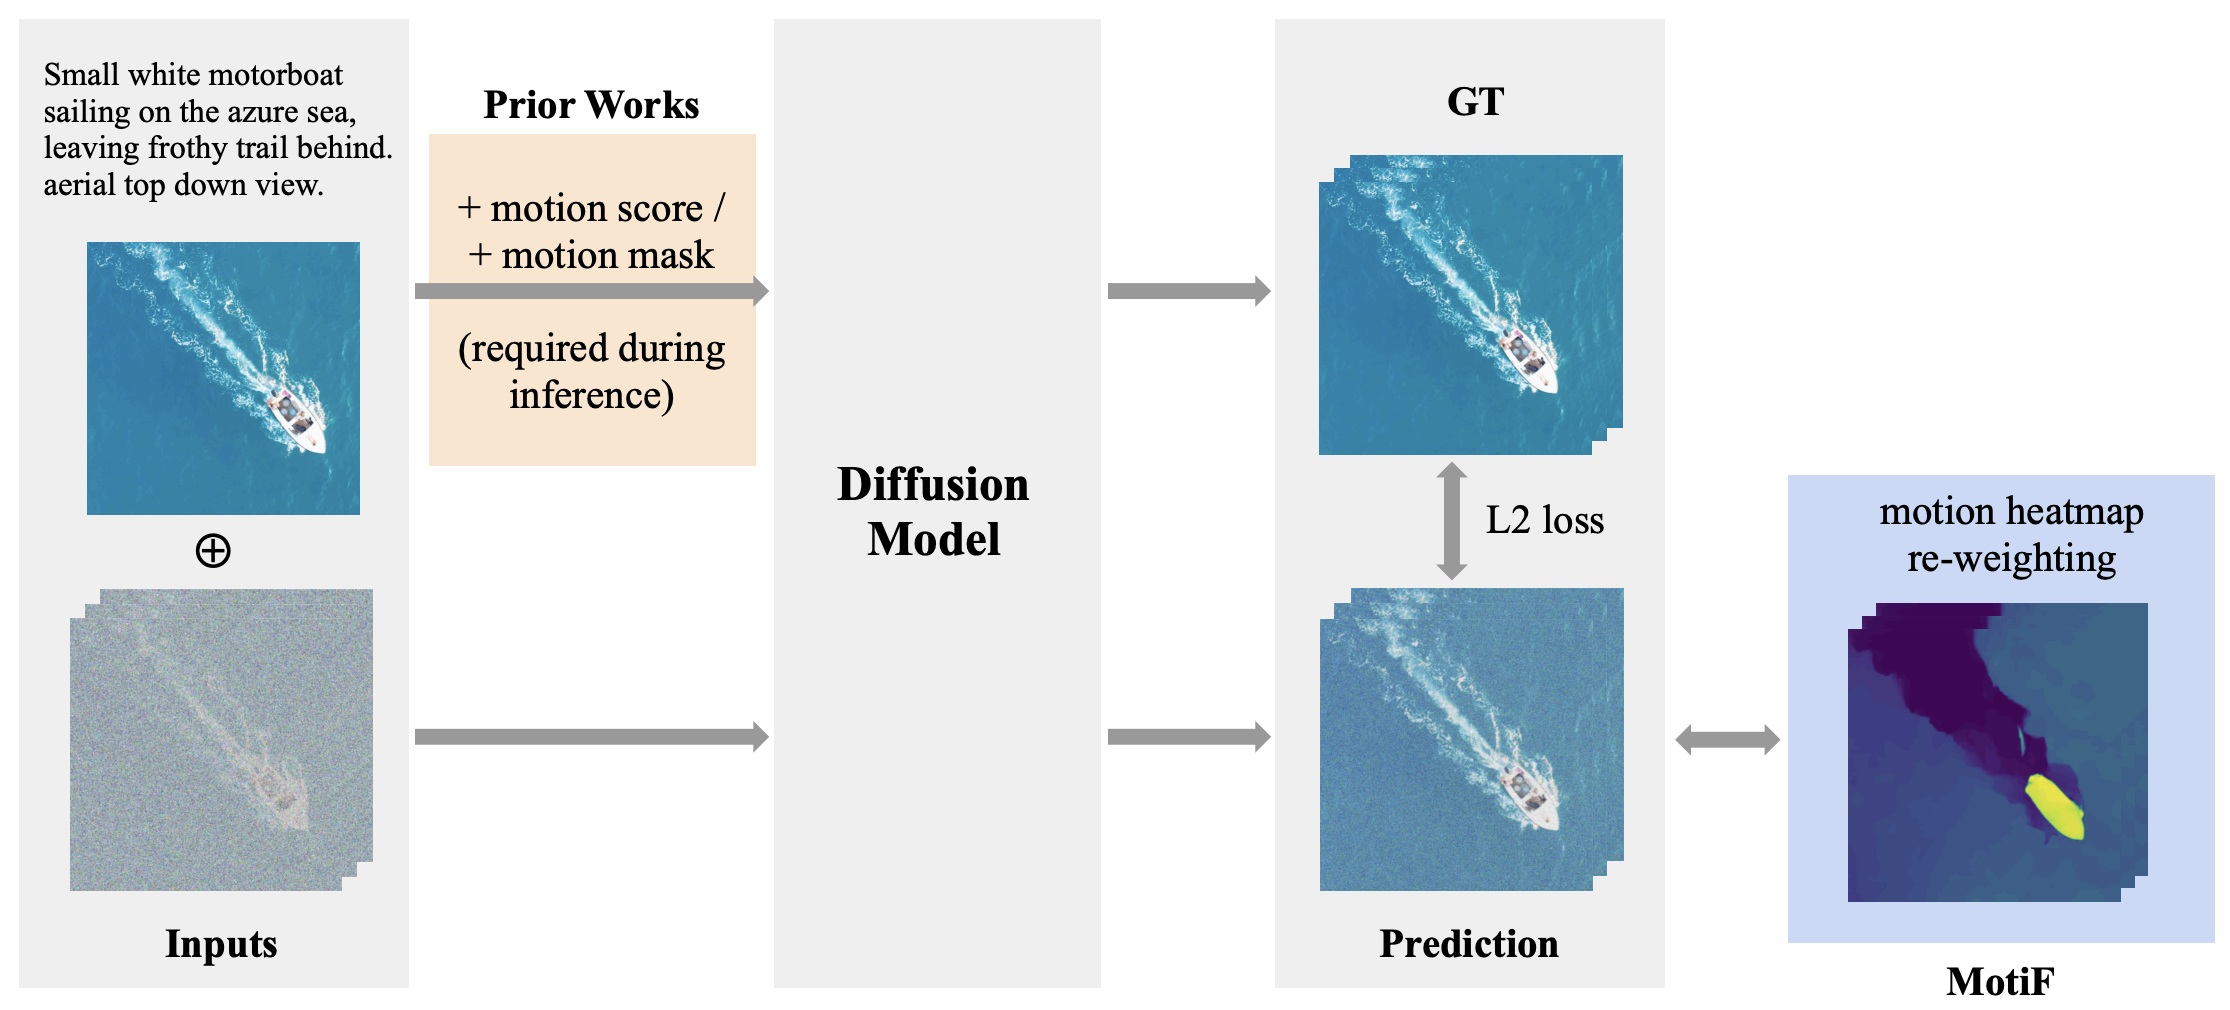 Small white motorboat
sailing on the azure sea,
leaving frothy trail behind.
aerial top down view.
Inputs
Prior Works
+ motion score /
+ motion mask
(required during
inference)
Diffusion
Model
GT
L2 loss
Prediction
motion heatmap
re-weighting
MotiF